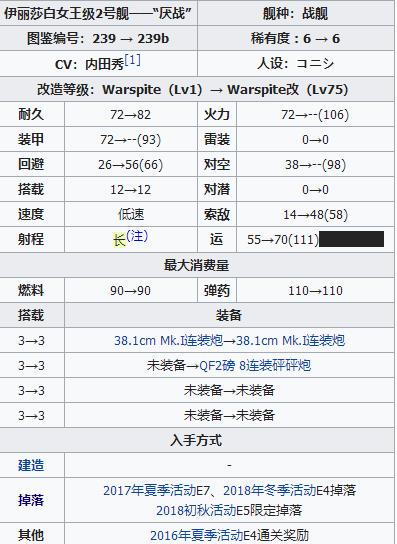 伊丽莎白女王级2号舰——“厌战” 舰种：战舰
图鉴编号：239 → 239b 稀有度：6 → 6
CV：内田秀[1] 人设：コニシ
改造等级：Warspite（Lv1）→ Warspite改（Lv75）
耐久 72→82 火力 72→--(106)
装甲 72→--(93) 雷装 0→0
回避 26→56(66) 对空 38→--(98)
搭载 12→12 对潜 0→0
速度 低速 索敌 14→48(58)
射程 长(注) 运 55→70(111)
最大消费量
燃料 90→90 弹药 110→110
搭载 装备
3→3 38.1cm Mk.I连装炮→38.1cm Mk.I连装炮
3→3 未装备→QF2磅 8连装砰砰炮
3→3 未装备→未装备
3→3 未装备→未装备
入手方式
建造 -
掉落 2017年夏季活动E7、2018年冬季活动E4掉落
2018初秋活动E5限定掉落
其他 2016年夏季活动E4通关奖励